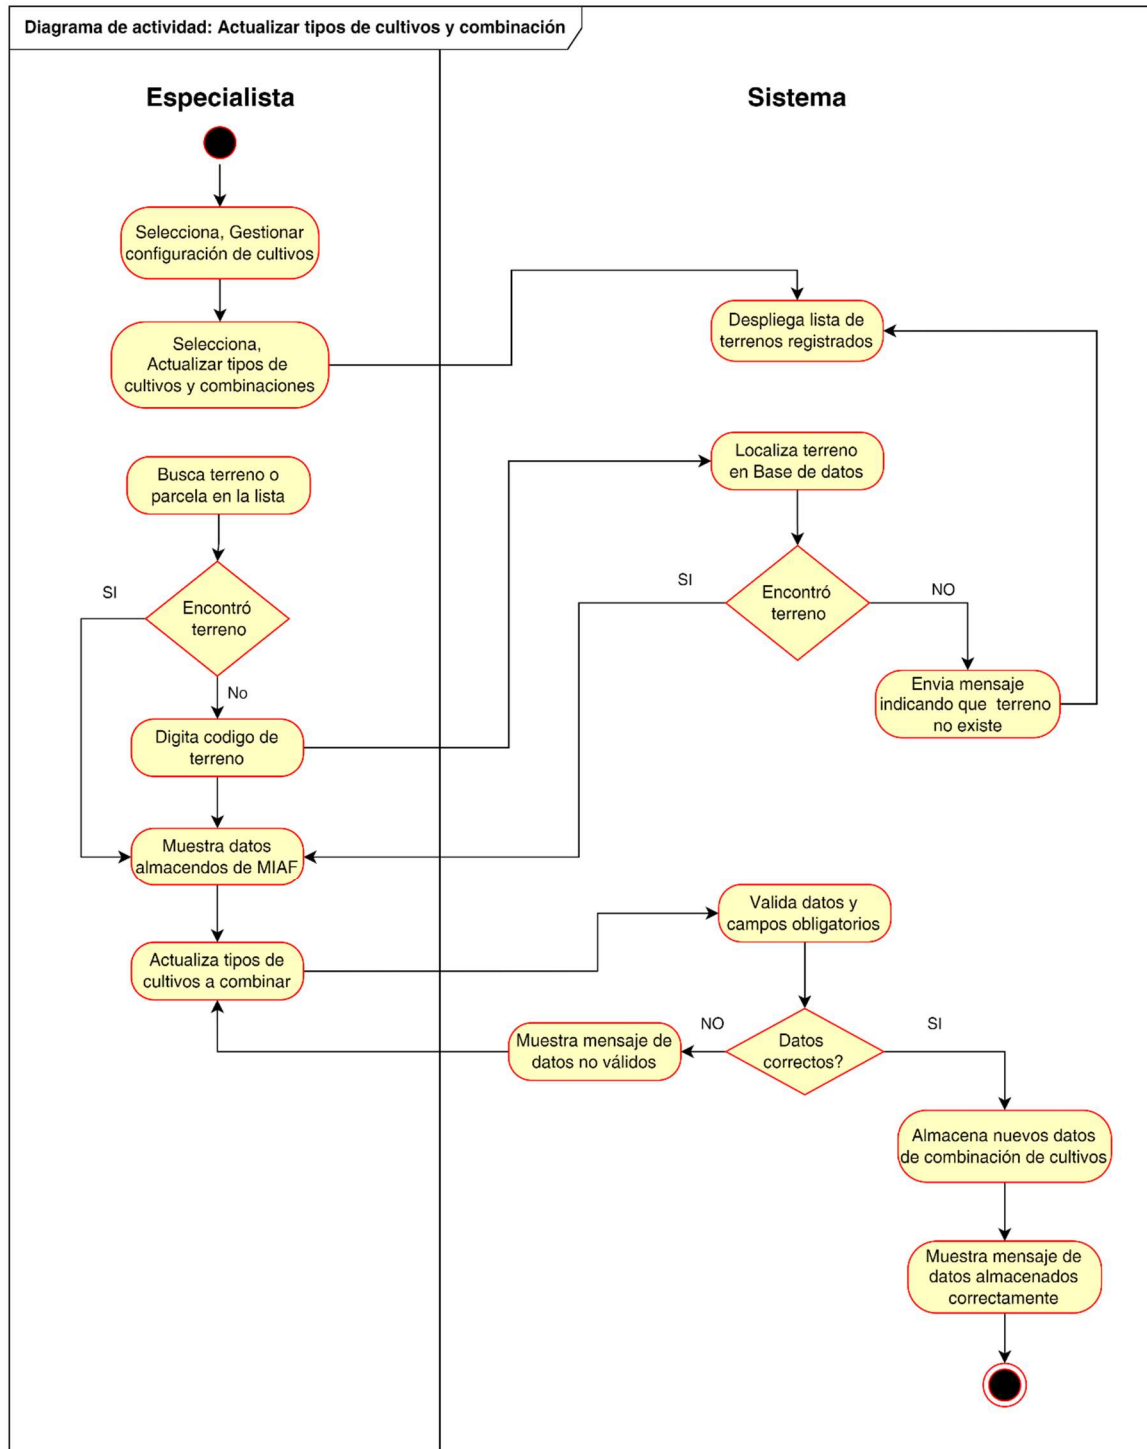 Diagrama de actividad: Actualizar tipos de cultivos y combinación
Especialista
Sistema
Selecciona, Gestionar
configuración de cultivos
Selecciona,
Actualizar tipos de
cultivos y combinaciones
Despliega lista de
terrenos registrados
Busca terreno o
parcela en la lista
Localiza terreno
en Base de datos
SI
Encontró
terreno
No
SI
Encontró
terreno
NO
Envia mensaje
indicando que terreno
no existe
Digita codigo de
terreno
Muestra datos
almacendos de MIAF
Valida datos y
campos obligatorios
Actualiza tipos de
cultivos a combinar
Muestra mensaje de
datos no válidos
NO
Datos
correctos?
SI
Almacena nuevos datos
de combinación de cultivos
Muestra mensaje de
datos almacenados
correctamente